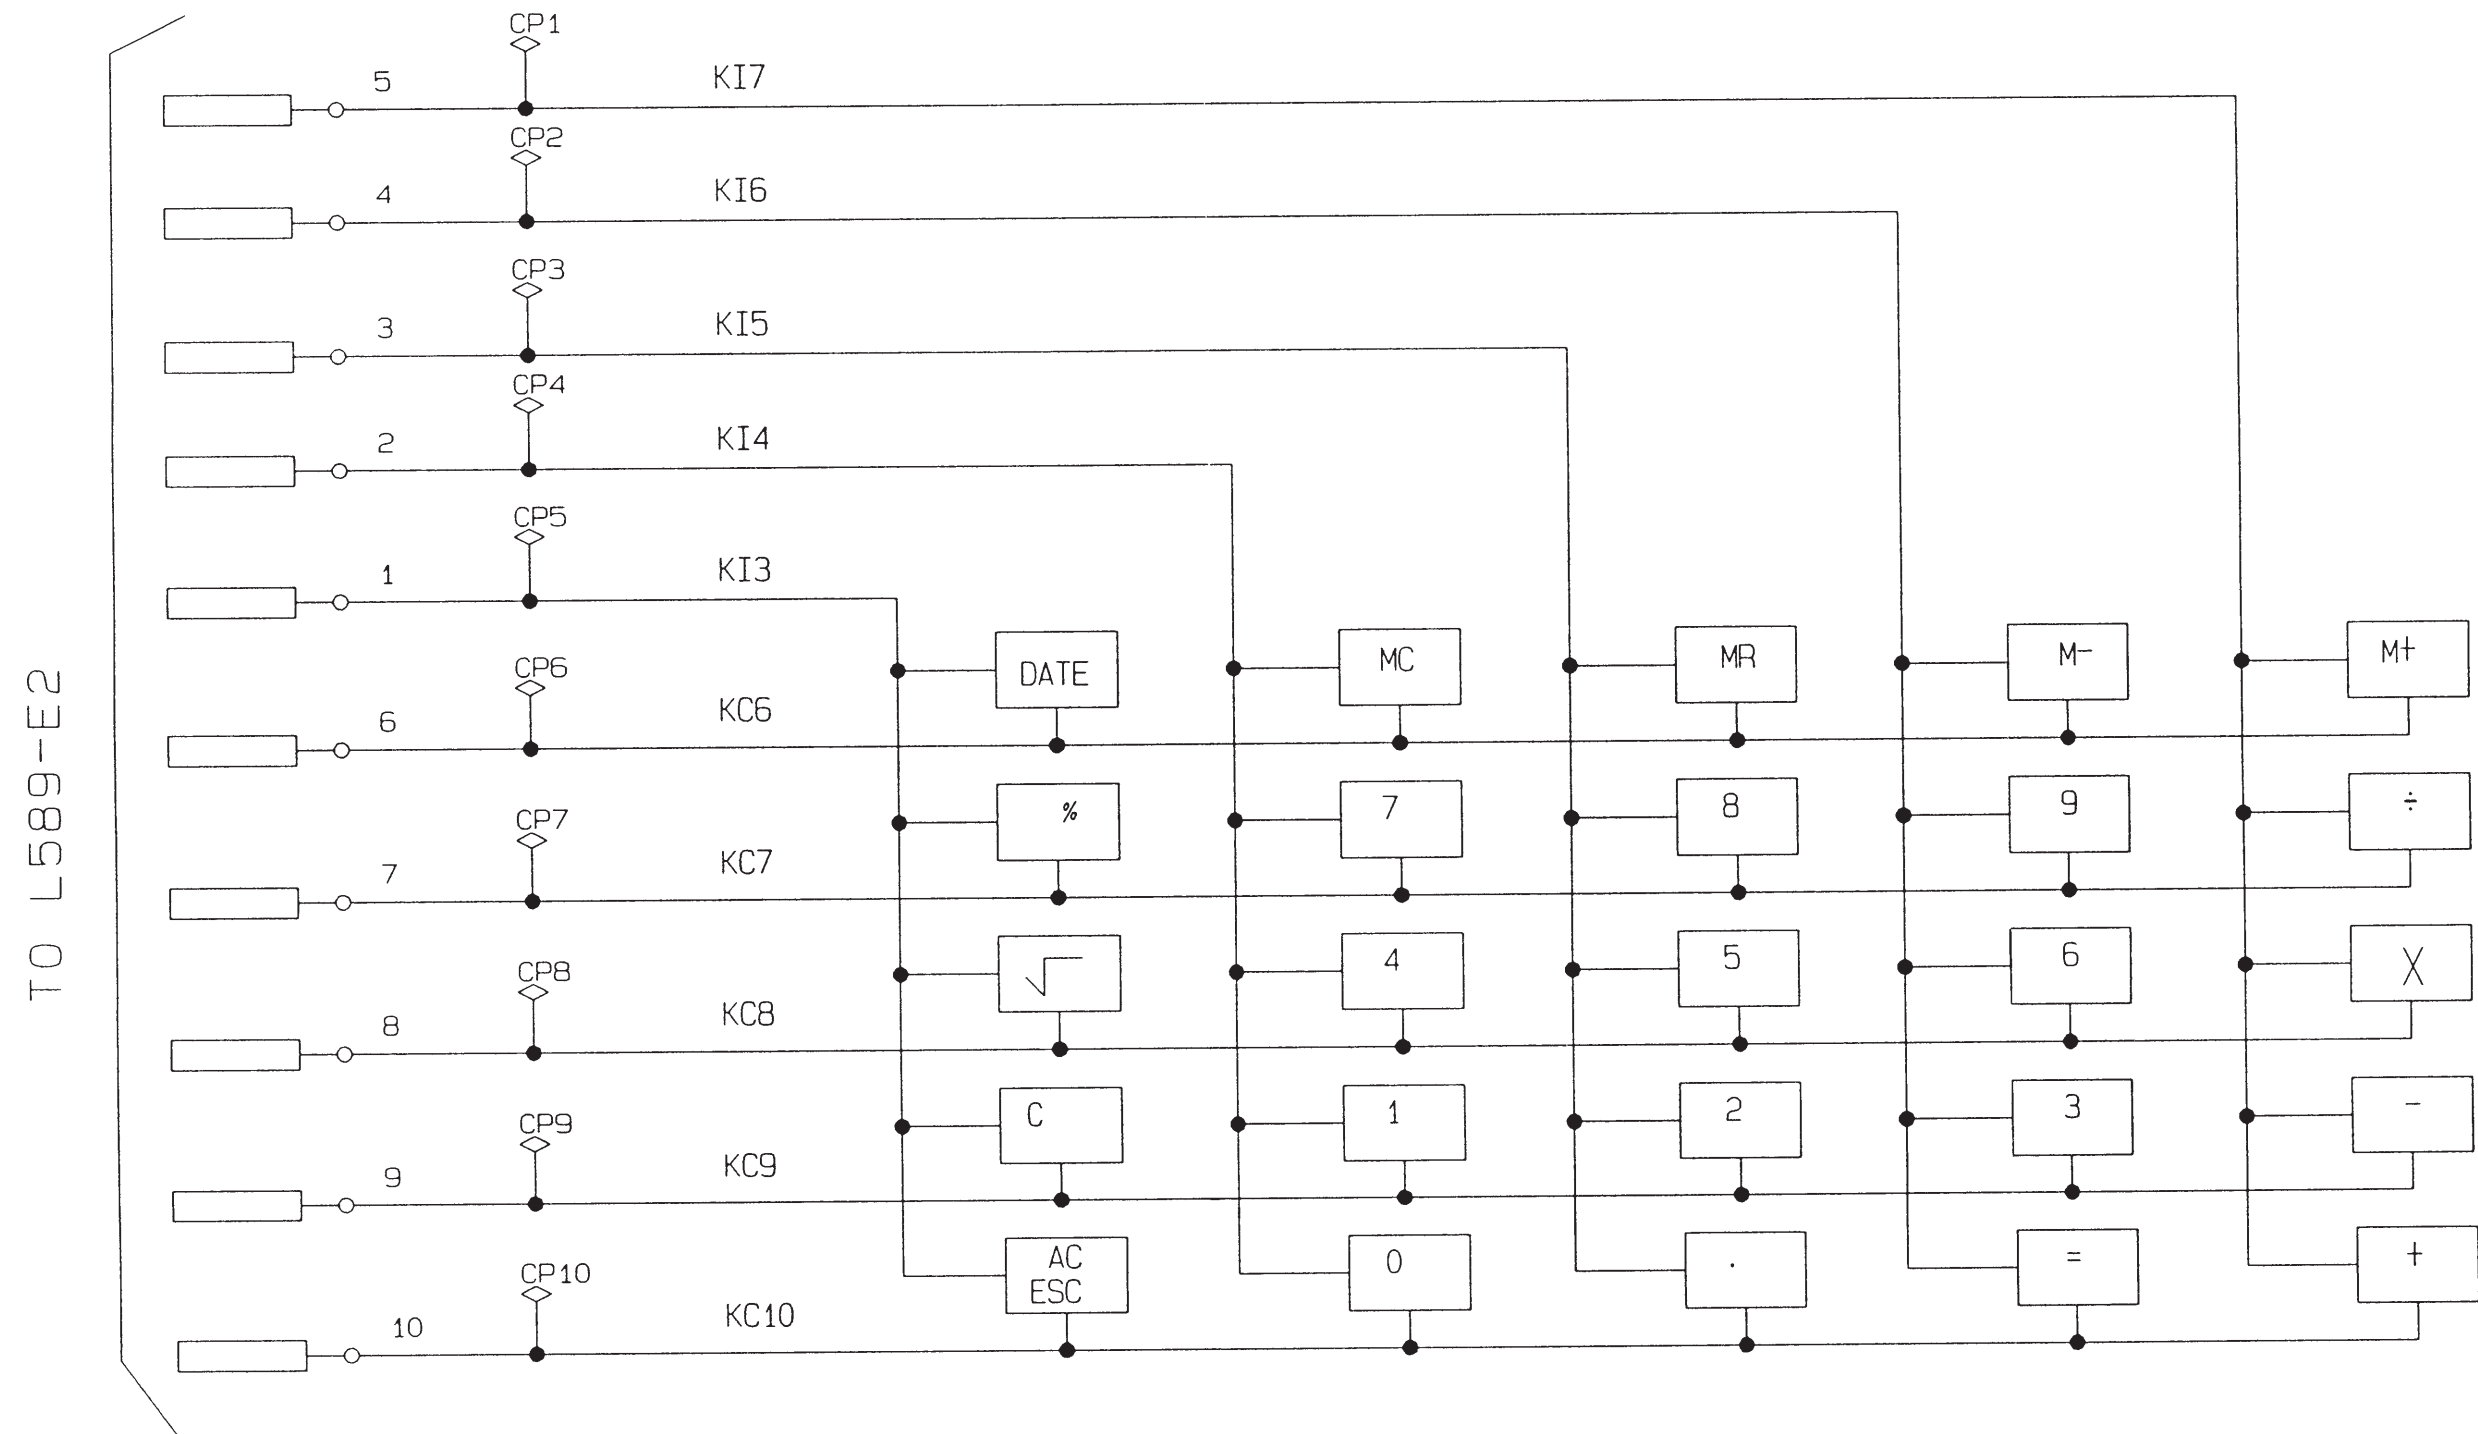 CP1
5 KI7
CP2
4 KI6
CP3
3 KI5
CP4
2 KI4
CP5
1 KI3
DATE MC MR M- M+
CP6
6 KC6
% 7 8 9 ÷
CP7
7 KC7
√ 4 5 6 X
CP8
8 KC8
C 1 2 3 -
CP9
9 KC9
AC
ESC 0 . = +
CP10
10 KC10
TO L589-E2